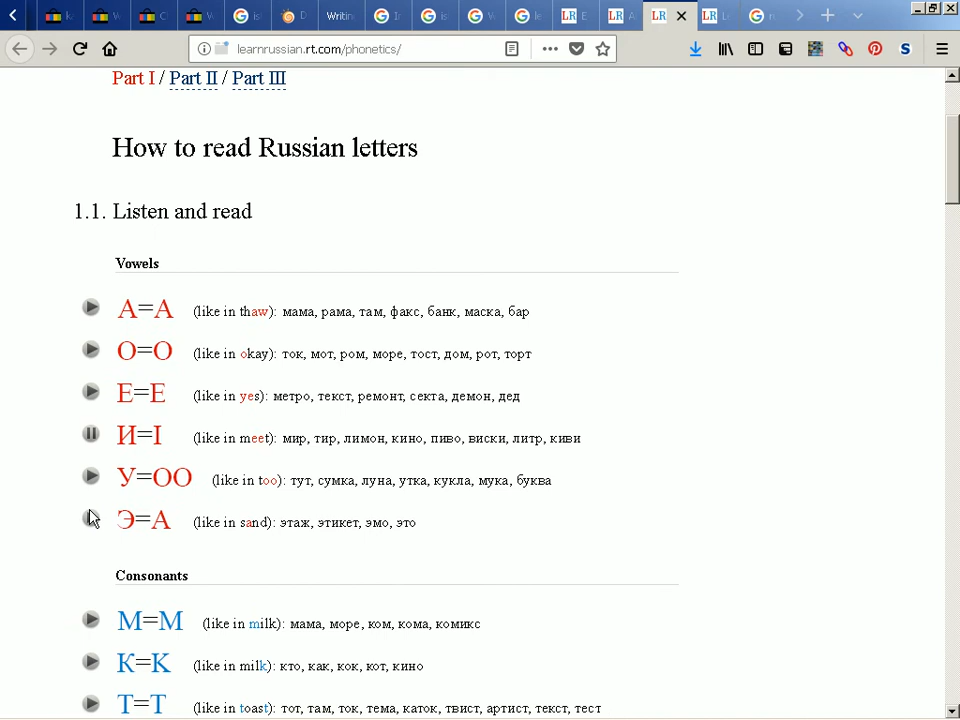 Writing
learnrussian.rt.com/phonetics/
Part I / Part II / Part III
How to read Russian letters
1.1. Listen and read
Vowels
А=A (like in thaw): мама, рама, там, факс, банк, маска, бар
О=O (like in okay): ток, мот, ром, море, тост, дом, рот, торт
Е=E (like in yes): метро, текст, ремонт, секта, демон, дед
И=I (like in meet): мир, тир, лимон, кино, пиво, виски, литр, киви
У=OO (like in too): тут, сумка, луна, утка, кукла, мука, буква
Э=A (like in sand): этаж, этикет, эмо, это
Consonants
М=M (like in milk): мама, море, ком, кома, комикс
К=K (like in milk): кто, как, кок, кот, кино
Т=T (like in toast): тот, там, ток, тема, каток, твист, артист, текст, тест